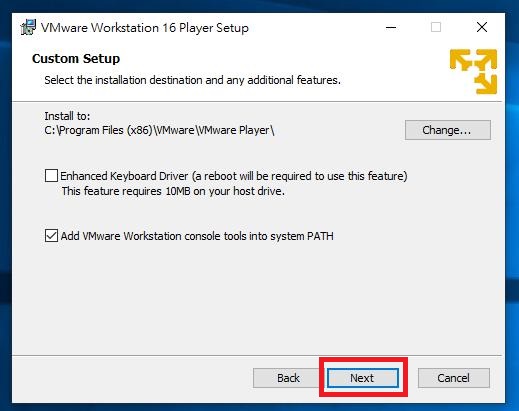 VMware Workstation 16 Player Setup
Custom Setup
Select the installation destination and any additional features.
Install to:
C:\Program Files (x86)\VMware\VMware Player\
Change...
Enhanced Keyboard Driver (a reboot will be required to use this feature)
This feature requires 10MB on your host drive.
Add VMware Workstation console tools into system PATH
Back
Next
Cancel